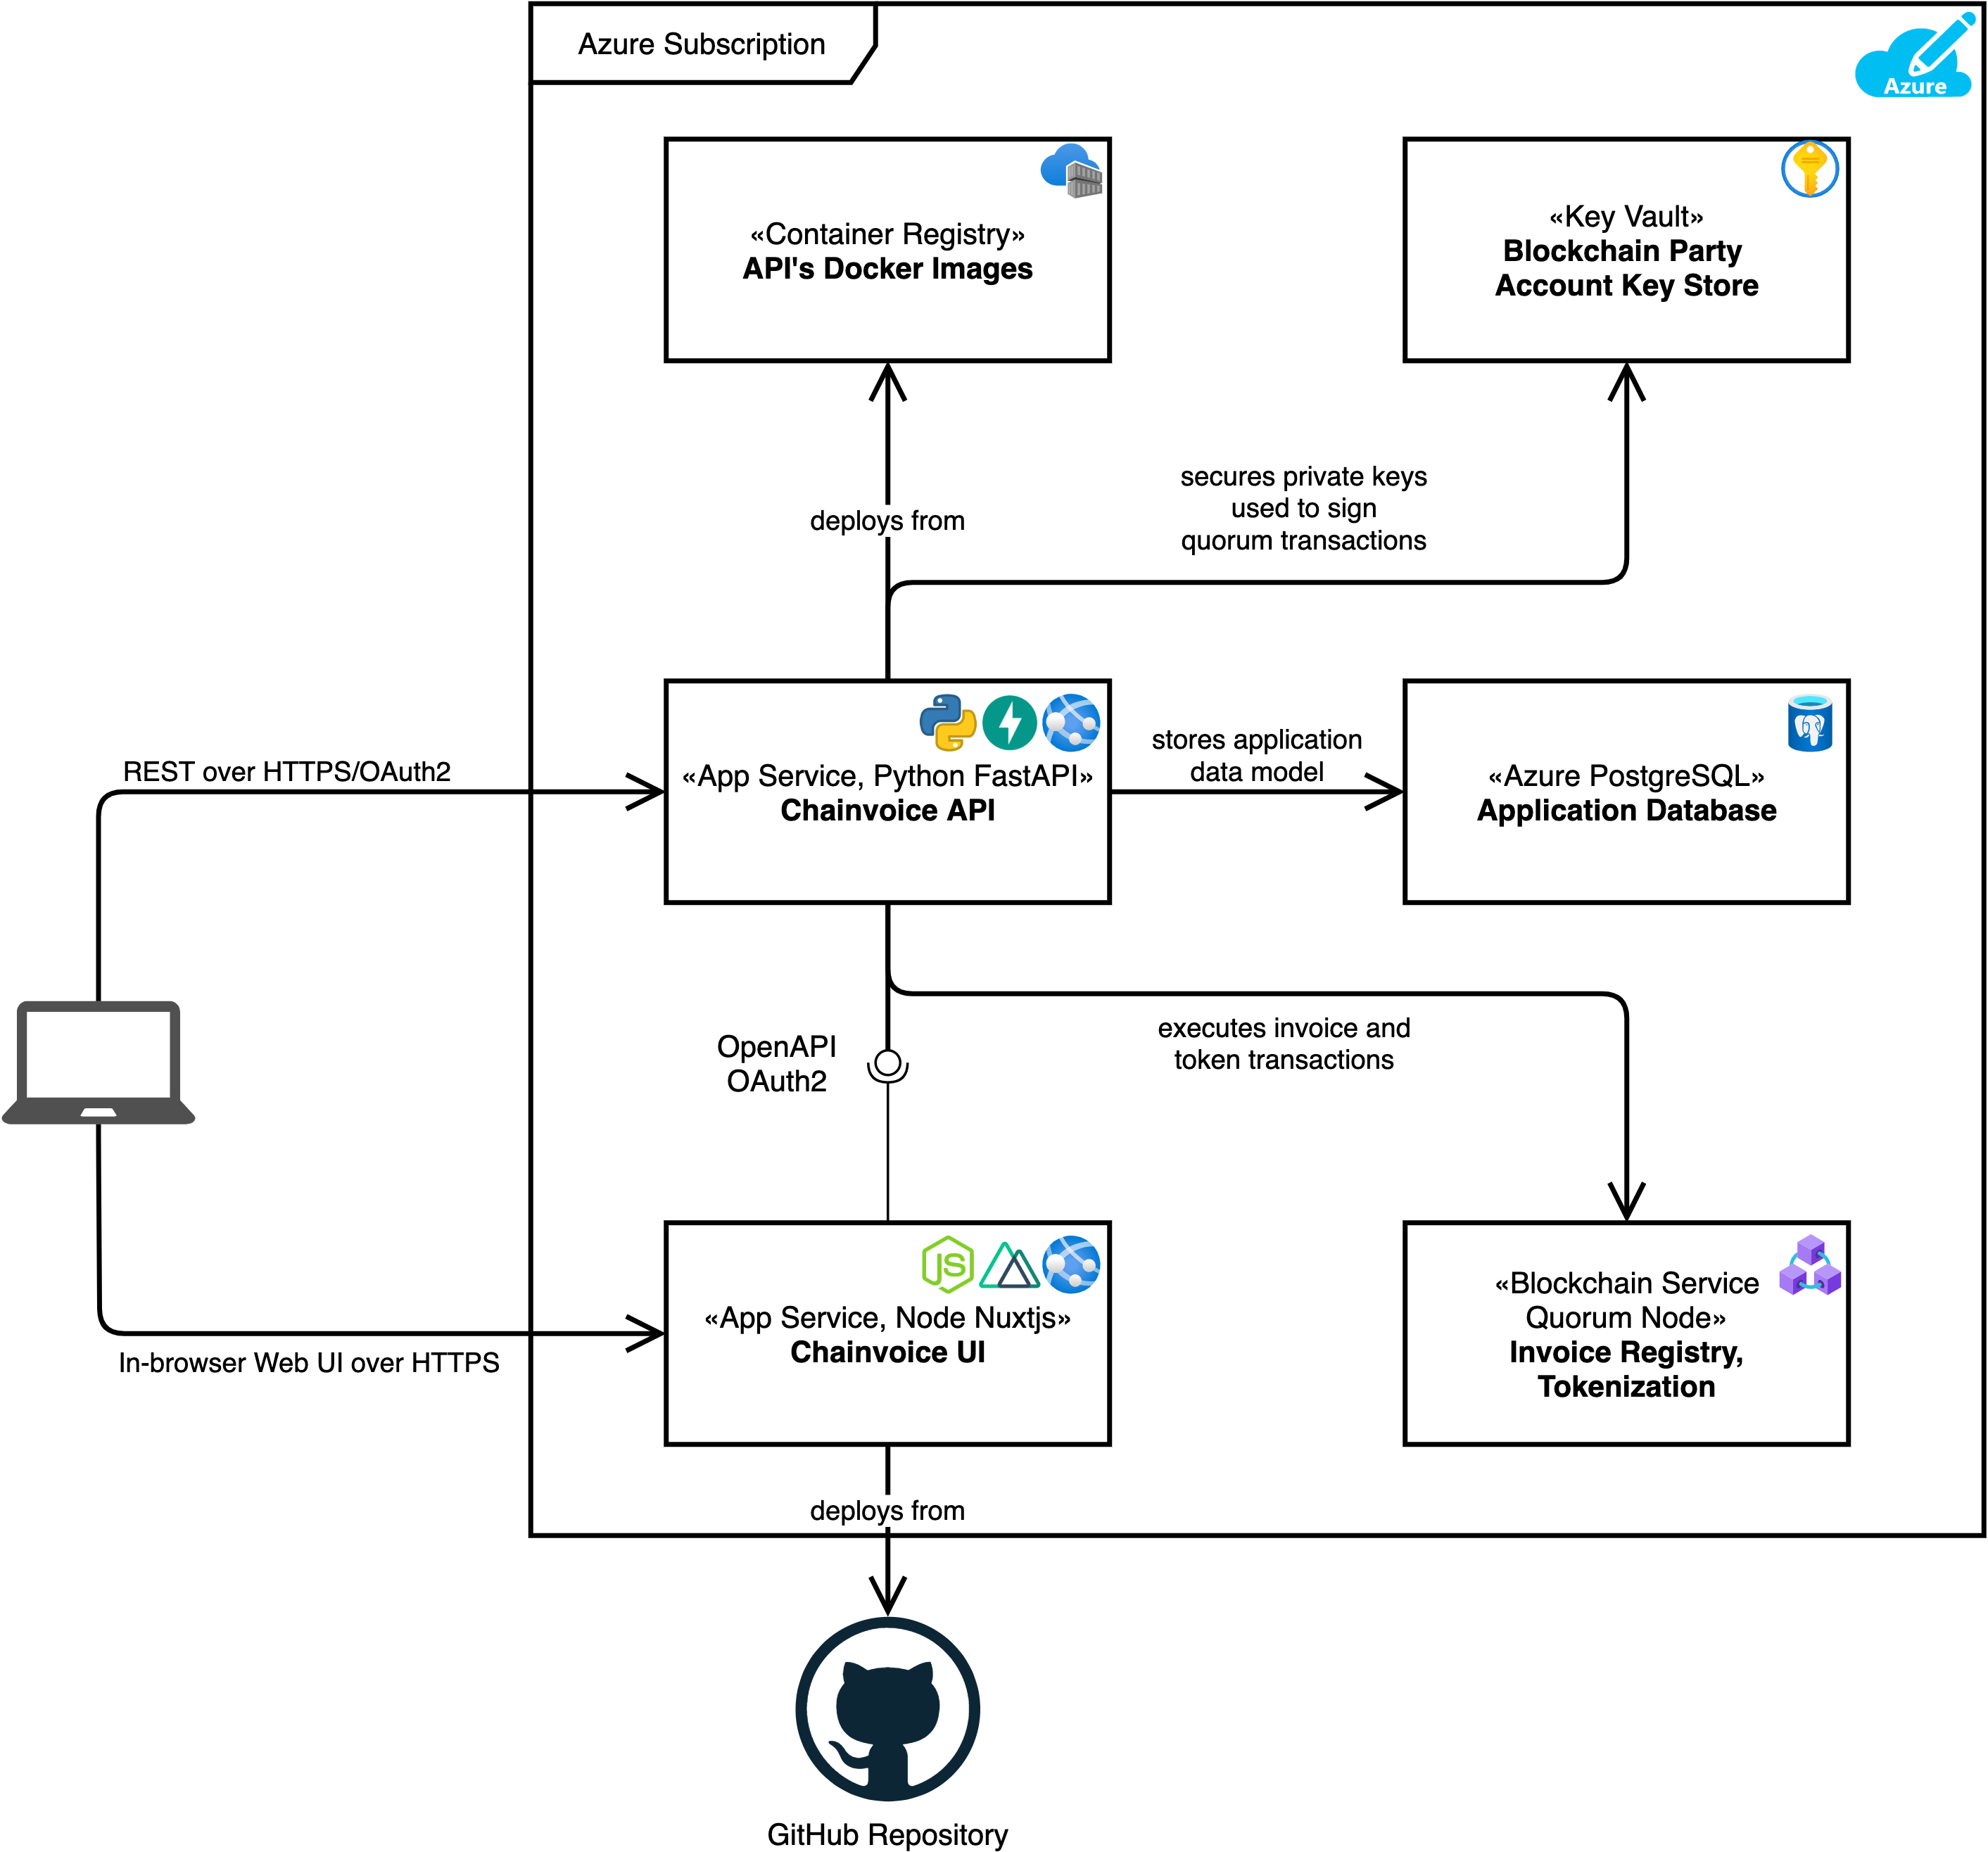 Azure Subscription
Azure
«Container Registry»
API's Docker Images
«Key Vault»
Blockchain Party
Account Key Store
deploys from
secures private keys
used to sign
quorum transactions
REST over HTTPS/OAuth2
«App Service, Python FastAPI»
Chainvoice API
stores application
data model
«Azure PostgreSQL»
Application Database
OpenAPI
OAuth2
executes invoice and
token transactions
In-browser Web UI over HTTPS
JS
«App Service, Node Nuxtjs»
Chainvoice UI
«Blockchain Service
Quorum Node»
Invoice Registry,
Tokenization
deploys from
GitHub Repository